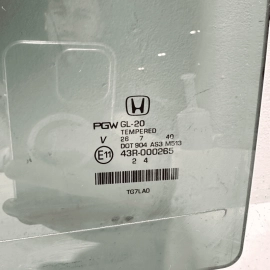 PGW GL-20
TEMPERED
V 26 7 40
DOT 904 AS3 M513
E11 43R-000265
2 4
TG7LA0